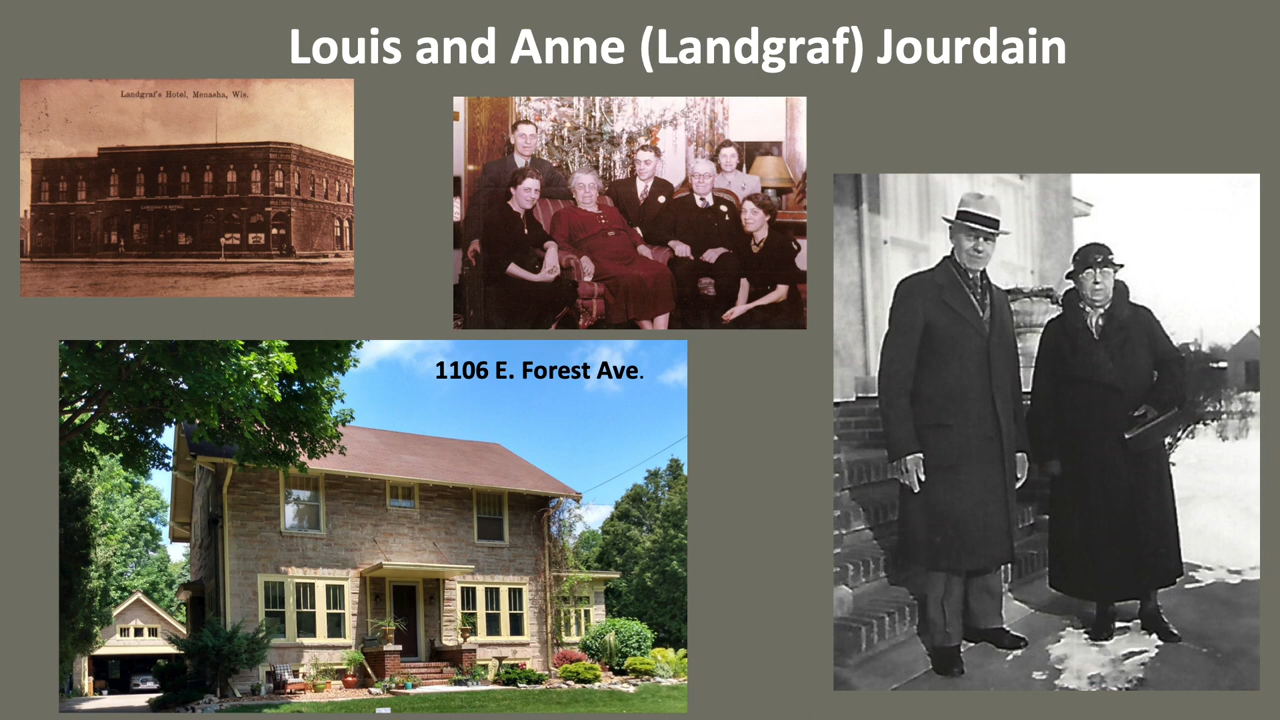 Louis and Anne (Landgraf) Jourdain
Landgraf's Hotel, Menasha, Wis.
1106 E. Forest Ave.